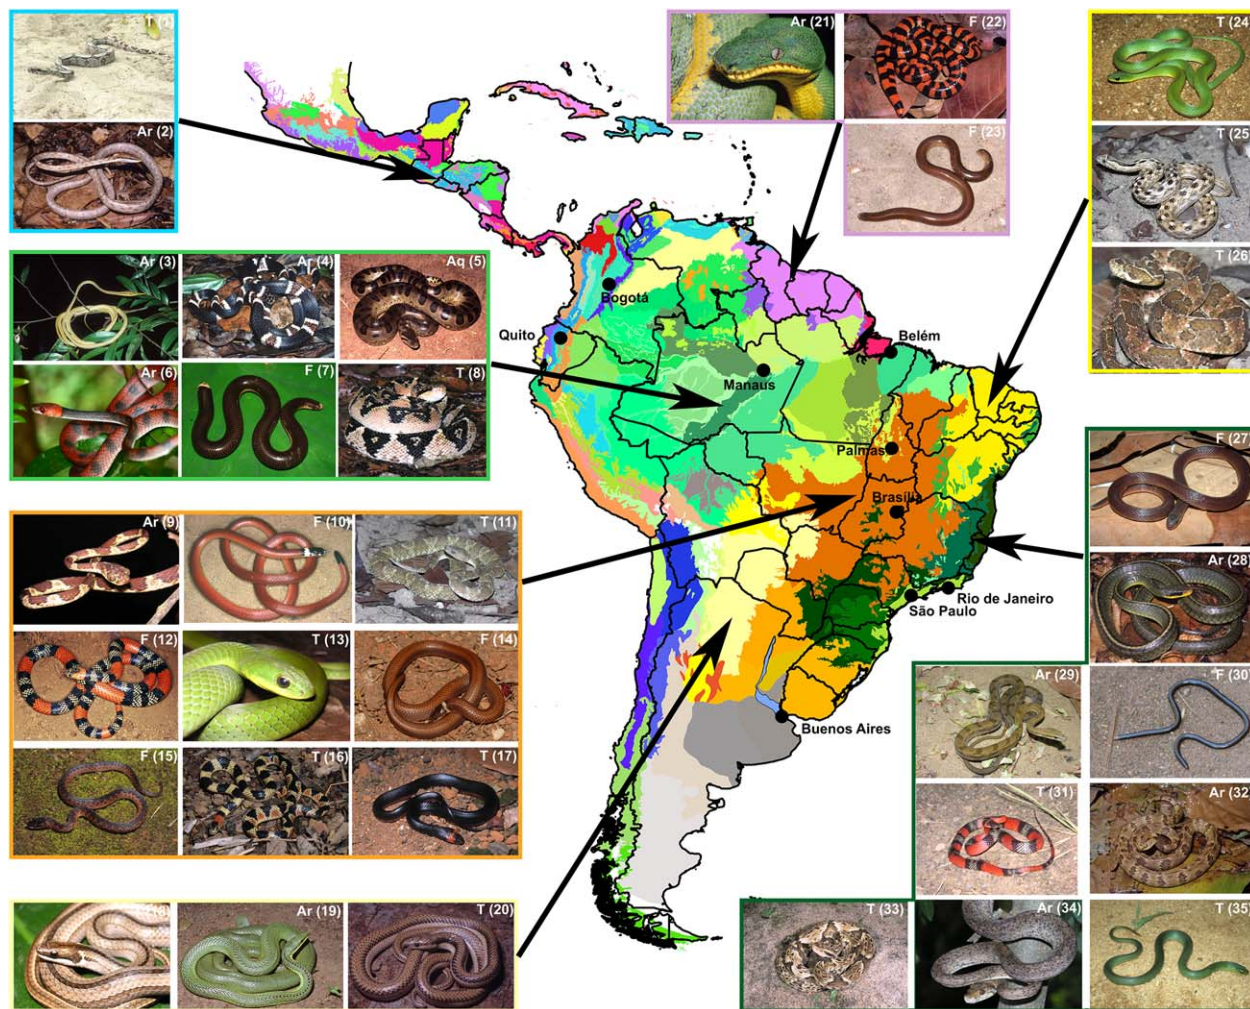 T (1)
Ar (2)
Ar (3)
Ar (4)
Aq (5)
Ar (6)
F (7)
T (8)
Ar (9)
F (10)
T (11)
F (12)
T (13)
F (14)
F (15)
T (16)
T (17)
Ar (19)
T (20)
Ar (21)
F (22)
F (23)
T (24)
T (25)
T (26)
F (27)
Ar (28)
Ar (29)
F (30)
T (31)
Ar (32)
T (33)
Ar (34)
T (35)
Bogotá
Quito
Belém
Manaus
Palmas
Brasília
Rio de Janeiro
São Paulo
Buenos Aires